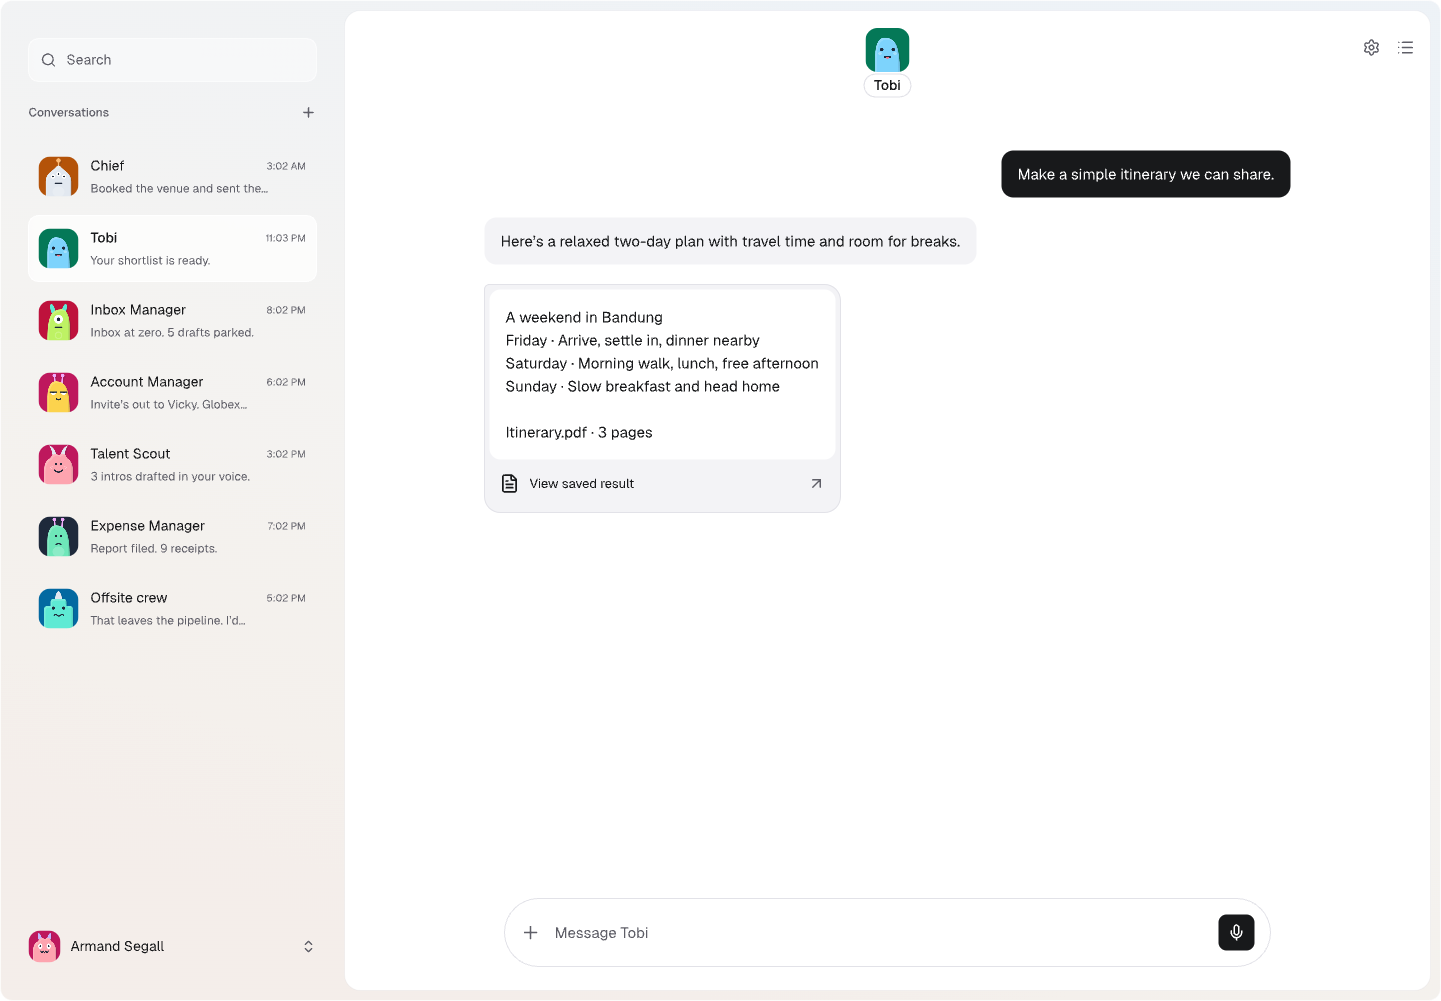 Search
Conversations
Chief
3:02 AM
Booked the venue and sent the…
Tobi
11:03 PM
Your shortlist is ready.
Inbox Manager
8:02 PM
Inbox at zero. 5 drafts parked.
Account Manager
6:02 PM
Invite’s out to Vicky. Globex…
Talent Scout
3:02 PM
3 intros drafted in your voice.
Expense Manager
7:02 PM
Report filed. 9 receipts.
Offsite crew
5:02 PM
That leaves the pipeline. I’d…
Armand Segall
Tobi
Make a simple itinerary we can share.
Here’s a relaxed two-day plan with travel time and room for breaks.
A weekend in Bandung
Friday · Arrive, settle in, dinner nearby
Saturday · Morning walk, lunch, free afternoon
Sunday · Slow breakfast and head home
Itinerary.pdf · 3 pages
View saved result
Message Tobi